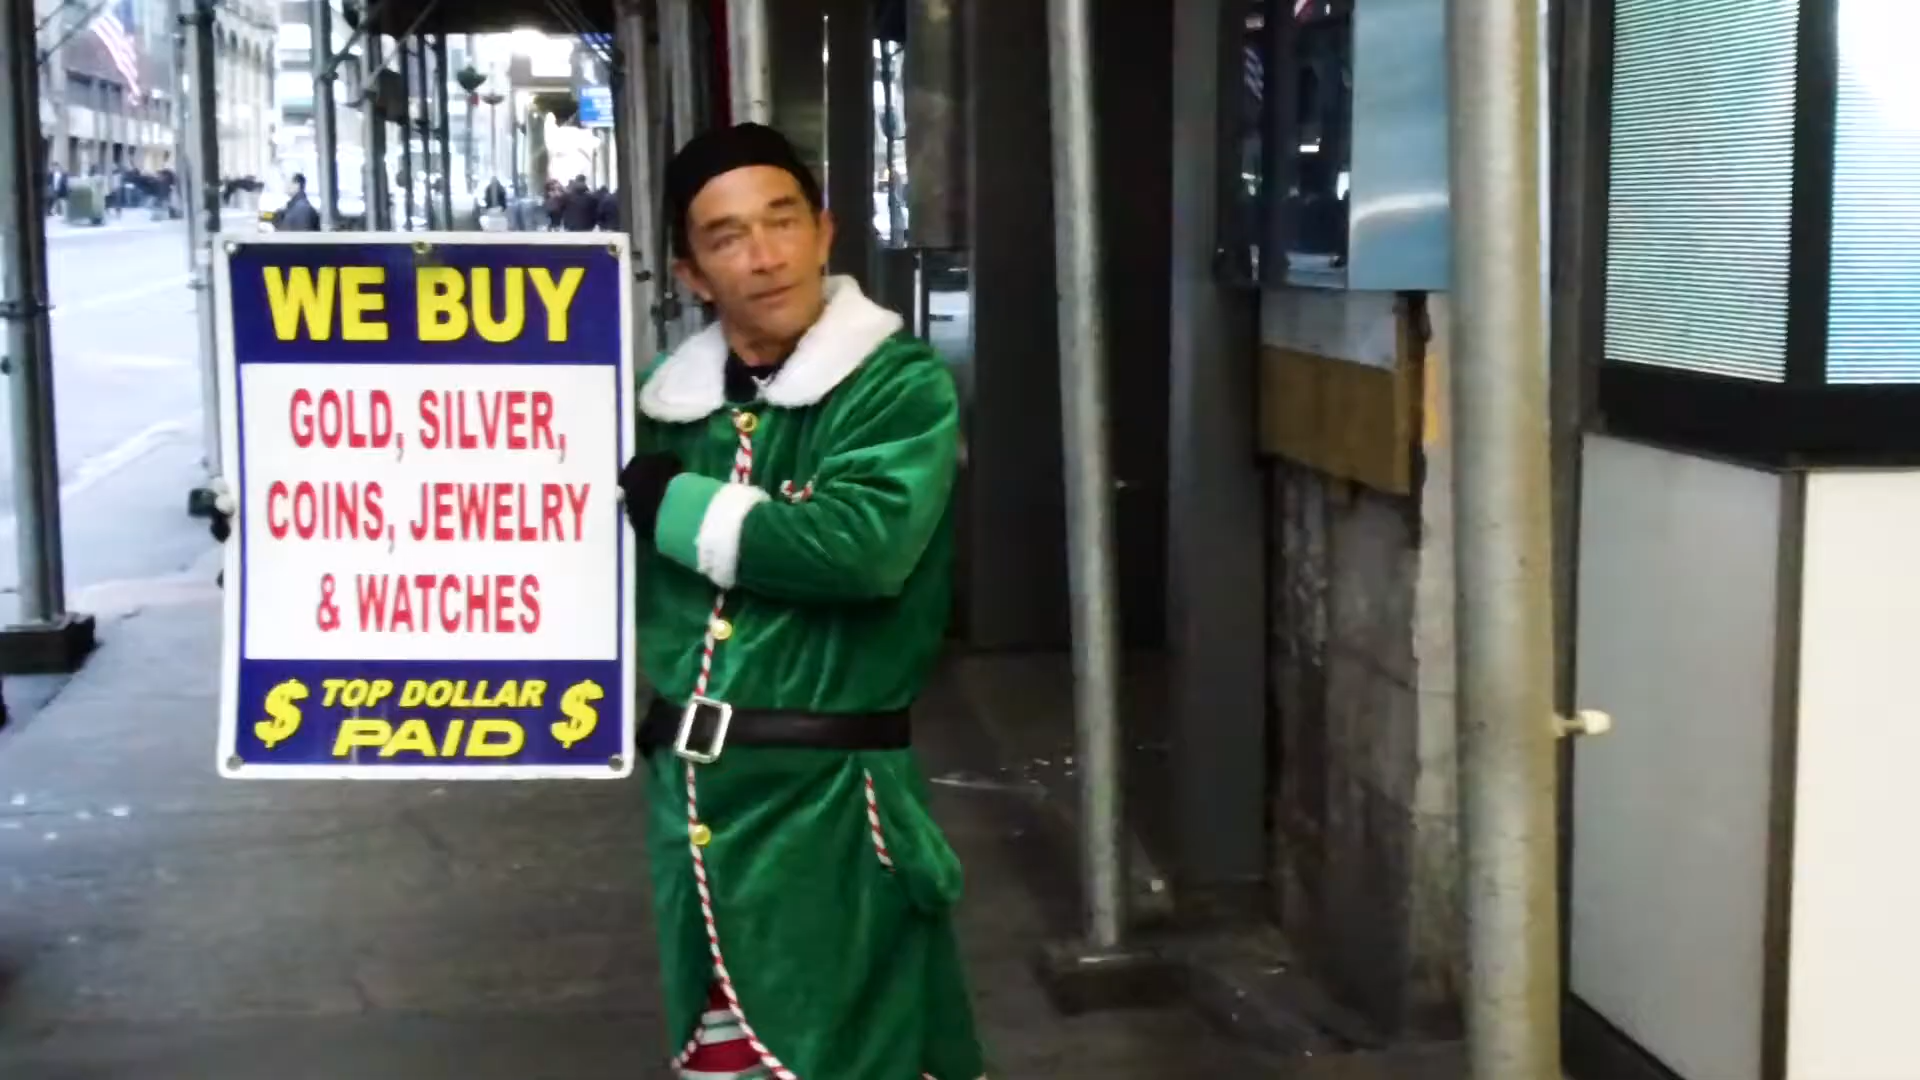 WE BUY
GOLD, SILVER,
COINS, JEWELRY
& WATCHES
$ TOP DOLLAR $
PAID